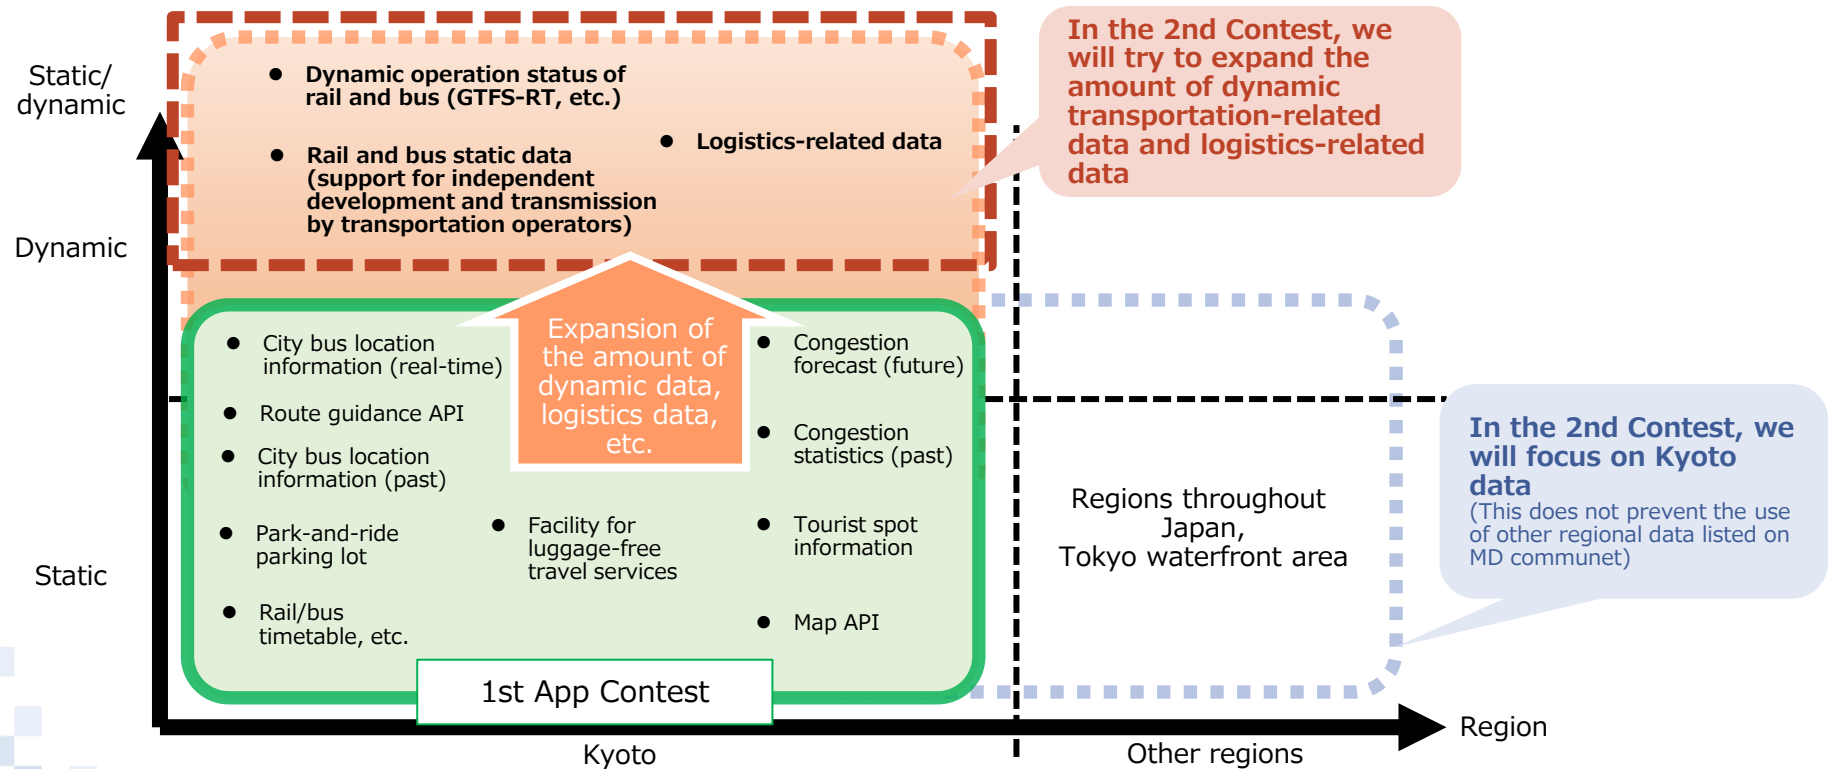 Static/
dynamic
Dynamic
Static
● Dynamic operation status of
rail and bus (GTFS-RT, etc.)
● Rail and bus static data
(support for independent
development and transmission
by transportation operators)
● Logistics-related data
In the 2nd Contest, we
will try to expand the
amount of dynamic
transportation-related
data and logistics-related
data
● City bus location
information (real-time)
● Route guidance API
● City bus location
information (past)
● Park-and-ride
parking lot
● Rail/bus
timetable, etc.
Expansion of
the amount of
dynamic data,
logistics data,
etc.
● Facility for
luggage-free
travel services
● Congestion
forecast (future)
● Congestion
statistics (past)
● Tourist spot
information
● Map API
1st App Contest
Regions throughout
Japan,
Tokyo waterfront area
In the 2nd Contest, we
will focus on Kyoto
data
(This does not prevent the use
of other regional data listed on
MD communet)
Kyoto
Other regions
Region